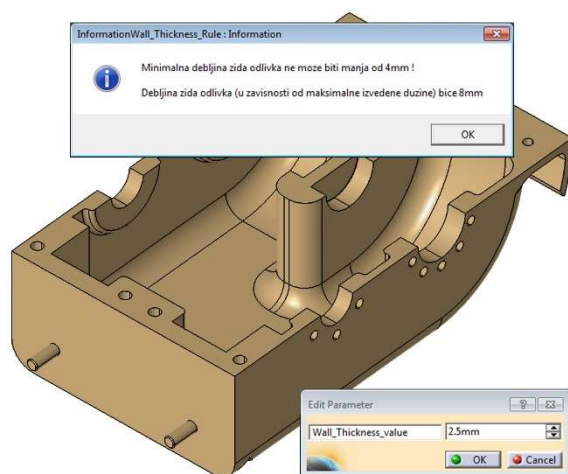 InformationWall_Thickness_Rule : Information
Minimalna debljina zida odlivka ne moze biti manja od 4mm !
Debljina zida odlivka (u zavisnosti od maksimalne izvedene duzine) bice 8mm
OK
Edit Parameter
Wall_Thickness_value 2.5mm
OK Cancel